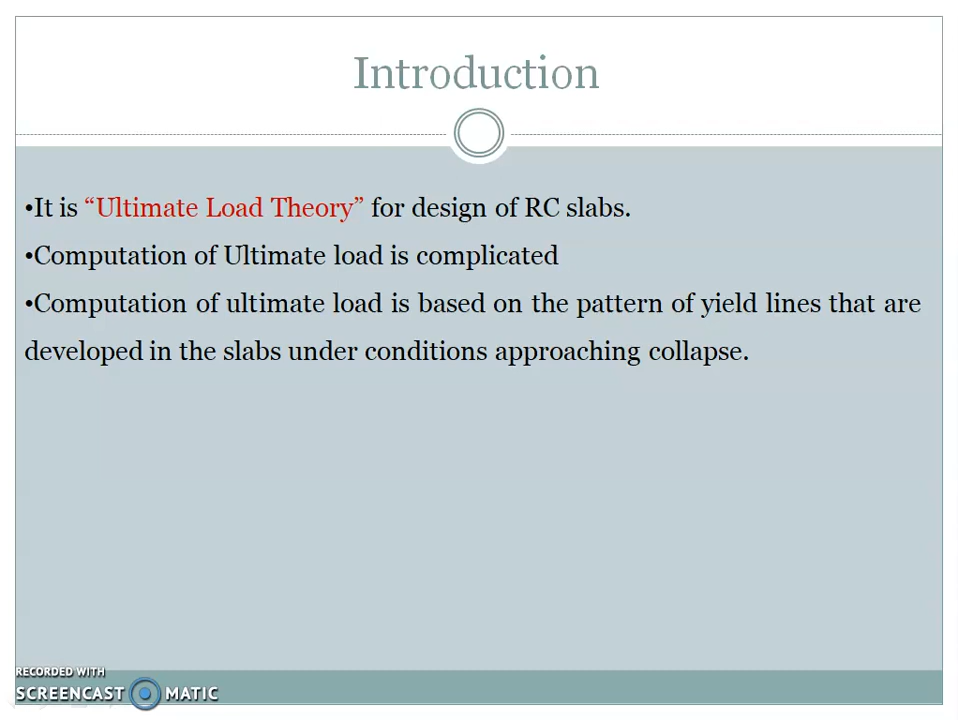 Introduction
•It is “Ultimate Load Theory” for design of RC slabs.
•Computation of Ultimate load is complicated
•Computation of ultimate load is based on the pattern of yield lines that are
developed in the slabs under conditions approaching collapse.
RECORDED WITH
SCREENCAST MATIC